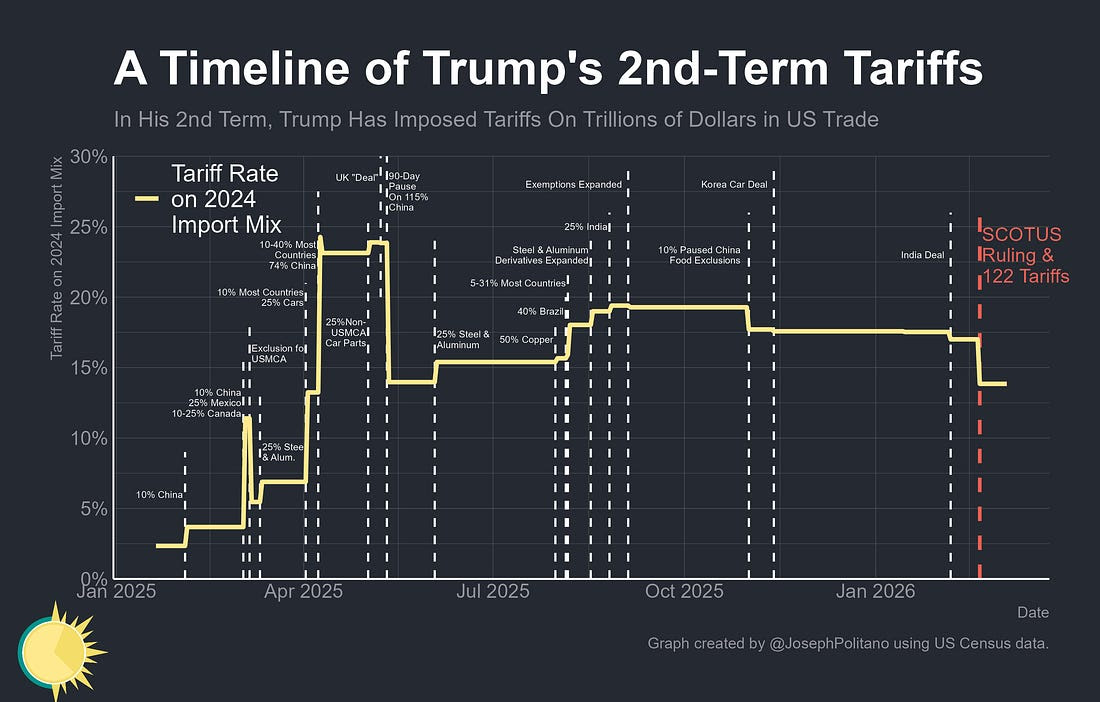 A Timeline of Trump's 2nd-Term Tariffs
In His 2nd Term, Trump Has Imposed Tariffs On Trillions of Dollars in US Trade
Tariff Rate on 2024 Import Mix
30%
25%
20%
15%
10%
5%
0%
Tariff Rate
on 2024
Import Mix
10% China
10% China
25% Mexico
10-25% Canada
Exclusion fo
USMCA
25% Stee
& Alum.
10% Most Countries
25% Cars
10-40% Most
Countries
74% China
25%Non-
USMCA
Car Parts
UK "Deal"
90-Day
Pause
On 115%
China
25% Steel &
Aluminum
50% Copper
40% Brazil
5-31% Most Countries
Steel & Aluminum
Derivatives Expanded
25% India
Exemptions Expanded
10% Paused China
Food Exclusions
Korea Car Deal
India Deal
SCOTUS
Ruling &
122 Tariffs
Jan 2025
Apr 2025
Jul 2025
Oct 2025
Jan 2026
Date
Graph created by @JosephPolitano using US Census data.